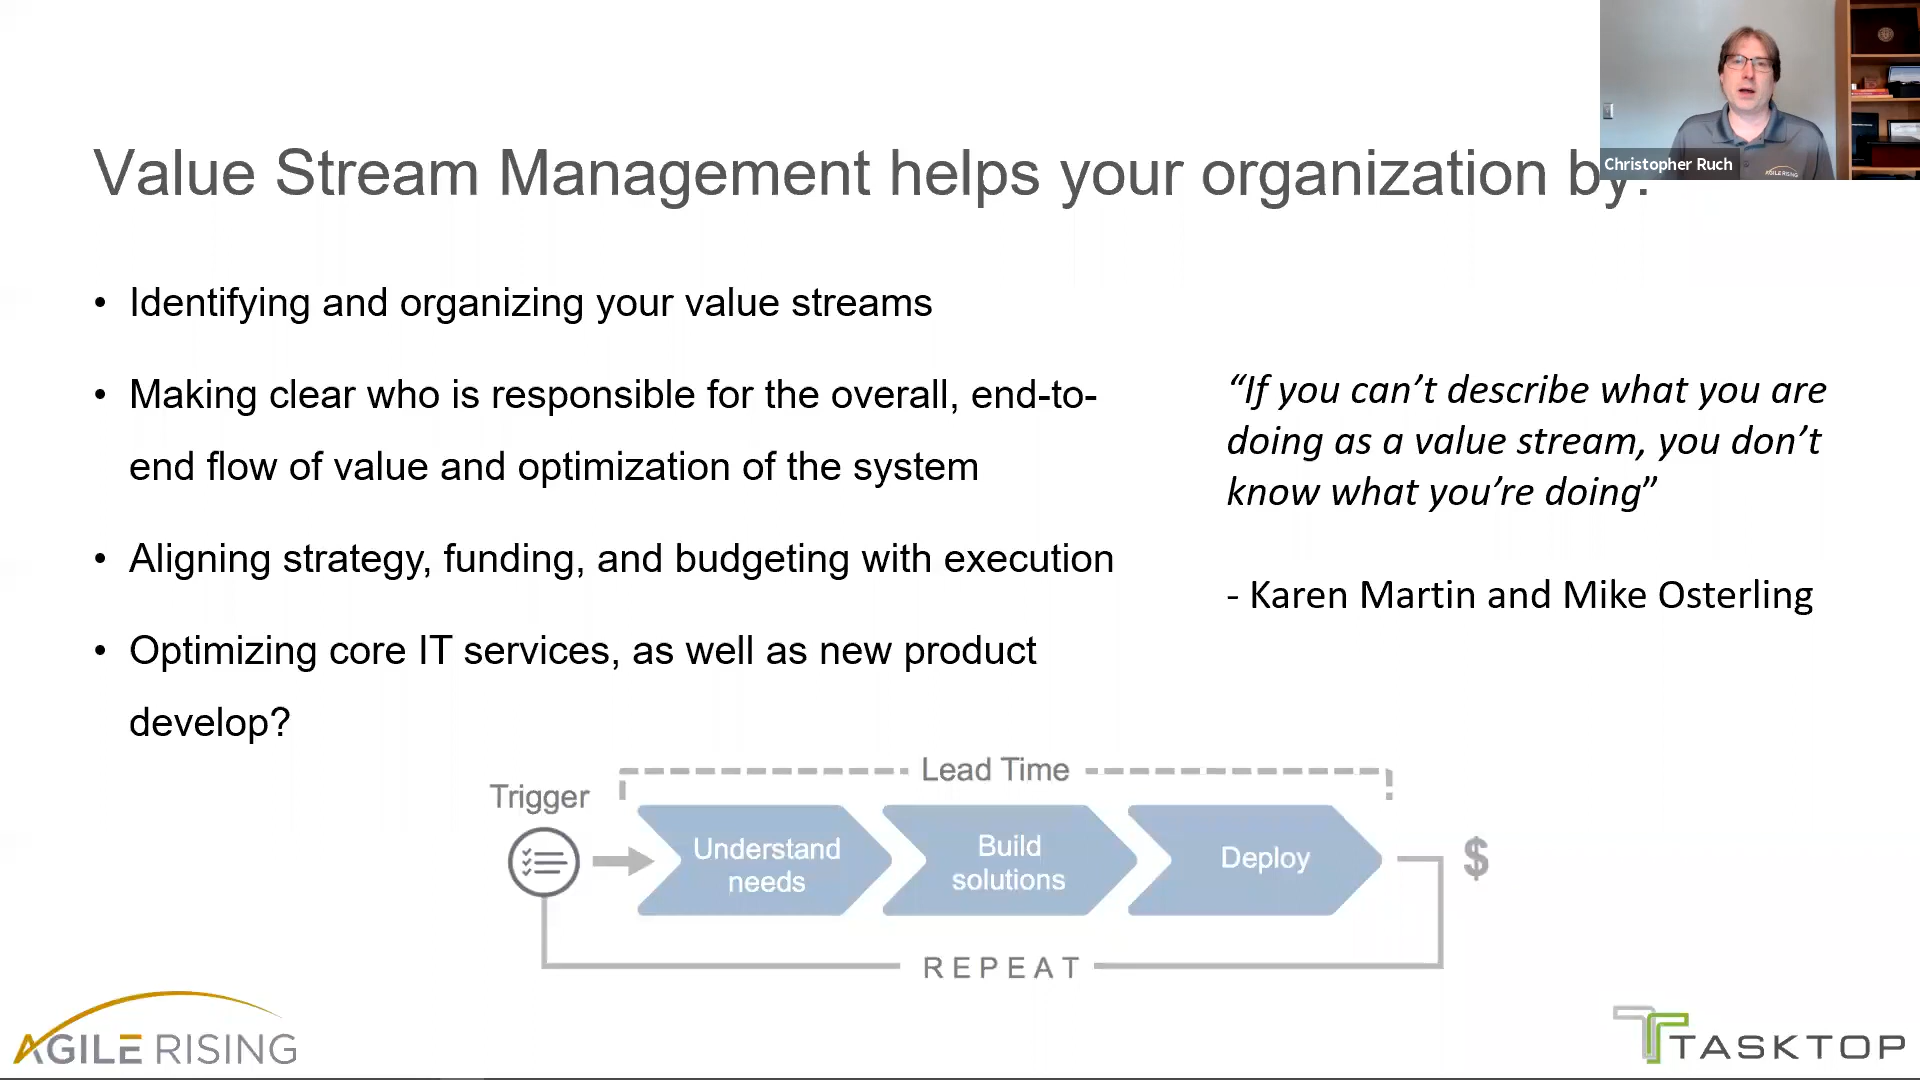 Christopher Ruch
AGILE RISING
Value Stream Management helps your organization by:
• Identifying and organizing your value streams
• Making clear who is responsible for the overall, end-to-
end flow of value and optimization of the system
• Aligning strategy, funding, and budgeting with execution
• Optimizing core IT services, as well as new product
develop?
“If you can’t describe what you are
doing as a value stream, you don’t
know what you’re doing”
- Karen Martin and Mike Osterling
Lead Time
Trigger
Understand
needs
Build
solutions
Deploy
$
REPEAT
AGILE RISING
TASKTOP